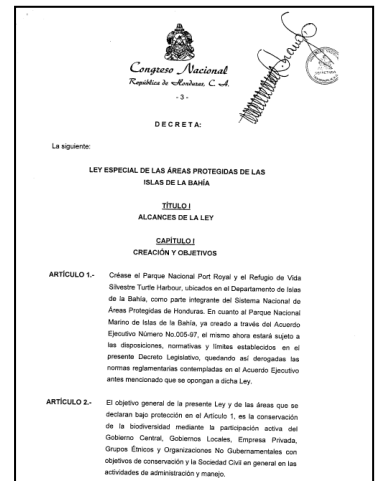 Congreso Nacional
República de Honduras, C. A.
- 3 -
DECRETA:
La siguiente:
LEY ESPECIAL DE LAS ÁREAS PROTEGIDAS DE LAS
ISLAS DE LA BAHÍA
TÍTULO I
ALCANCES DE LA LEY
CAPÍTULO I
CREACIÓN Y OBJETIVOS
ARTÍCULO 1.- Créase el Parque Nacional Port Royal y el Refugio de Vida
Silvestre Turtle Harbour, ubicados en el Departamento de Islas
de la Bahía, como parte integrante del Sistema Nacional de
Áreas Protegidas de Honduras. En cuanto al Parque Nacional
Marino de Islas de la Bahía, ya creado a través del Acuerdo
Ejecutivo Número No.005-97, el mismo ahora estará sujeto a
las disposiciones, normativas y límites establecidos en el
presente Decreto Legislativo, quedando así derogadas las
normas reglamentarias contempladas en el Acuerdo Ejecutivo
antes mencionado que se opongan a dicha Ley.
ARTÍCULO 2.- El objetivo general de la presente Ley y de las áreas que se
declaran bajo protección en el Artículo 1, es la conservación
de la biodiversidad mediante la participación activa del
Gobierno Central, Gobiernos Locales, Empresa Privada,
Grupos Étnicos y Organizaciones No Gubernamentales con
objetivos de conservación y la Sociedad Civil en general en las
actividades de administración y manejo.